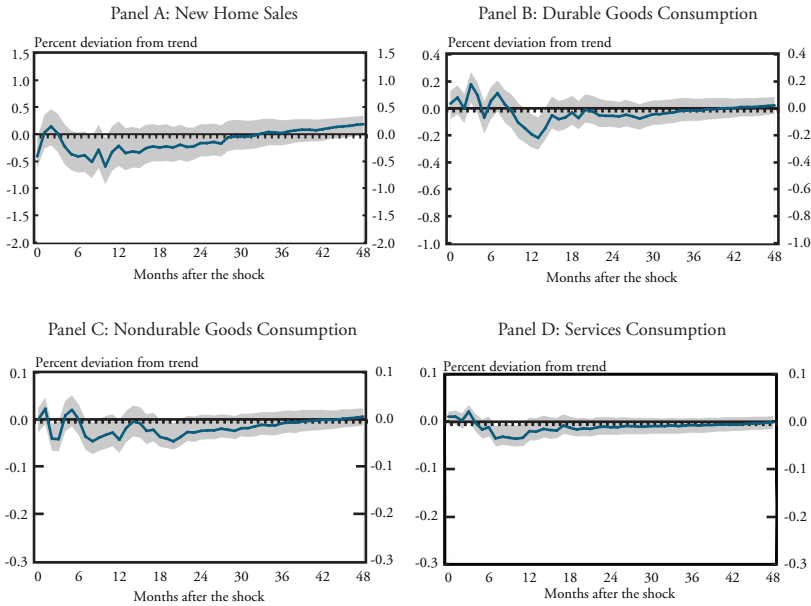 Panel A: New Home Sales
Percent deviation from trend
1.5 1.5
1.0 1.0
0.5 0.5
0.0 0.0
-0.5 -0.5
-1.0 -1.0
-1.5 -1.5
-2.0 -2.0
0 6 12 18 24 30 36 42 48
Months after the shock
Panel B: Durable Goods Consumption
Percent deviation from trend
0.4 0.4
0.2 0.2
0.0 0.0
-0.2 -0.2
-0.4 -0.4
-0.6 -0.6
-0.8 -0.8
-1.0 -1.0
0 6 12 18 24 30 36 42 48
Months after the shock
Panel C: Nondurable Goods Consumption
Percent deviation from trend
0.1 0.1
0.0 0.0
-0.1 -0.1
-0.2 -0.2
-0.3 -0.3
0 6 12 18 24 30 36 42 48
Months after the shock
Panel D: Services Consumption
Percent deviation from trend
0.1 0.1
0.0 0.0
-0.1 -0.1
-0.2 -0.2
-0.3 -0.3
0 6 12 18 24 30 36 42 48
Months after the shock